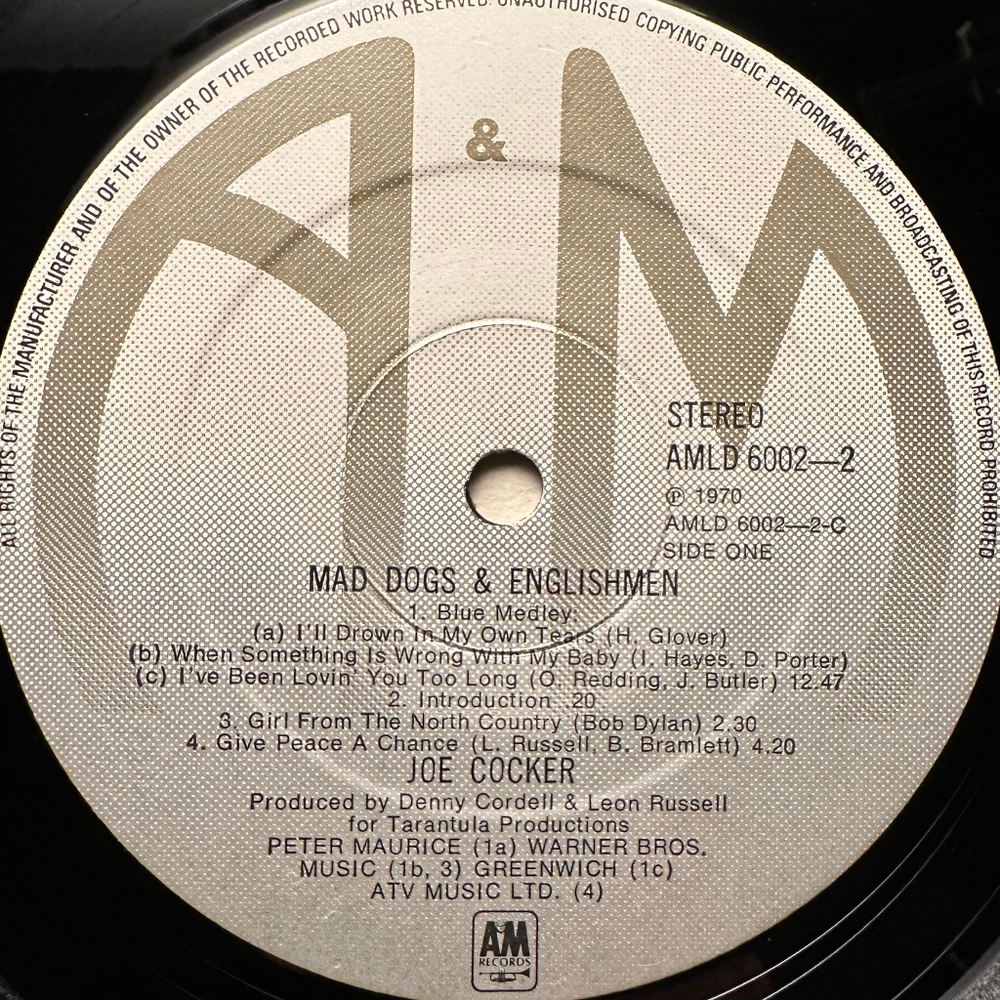 ALL RIGHTS OF THE MANUFACTURER AND OF THE OWNER OF THE RECORDED WORK RESERVED. UNAUTHORISED COPYING PUBLIC PERFORMANCE AND BROADCASTING OF THIS RECORD PROHIBITED
A & M
STEREO
AMLD 6002—2
℗ 1970
AMLD 6002—2-C
SIDE ONE
MAD DOGS & ENGLISHMEN
1. Blue Medley:
(a) I'll Drown In My Own Tears (H. Glover)
(b) When Something Is Wrong With My Baby (I. Hayes, D. Porter)
(c) I've Been Lovin' You Too Long (O. Redding, J. Butler) 12.47
2. Introduction .20
3. Girl From The North Country (Bob Dylan) 2.30
4. Give Peace A Chance (L. Russell, B. Bramlett) 4.20
JOE COCKER
Produced by Denny Cordell & Leon Russell
for Tarantula Productions
PETER MAURICE (1a) WARNER BROS.
MUSIC (1b, 3) GREENWICH (1c)
ATV MUSIC LTD. (4)
AM
RECORDS